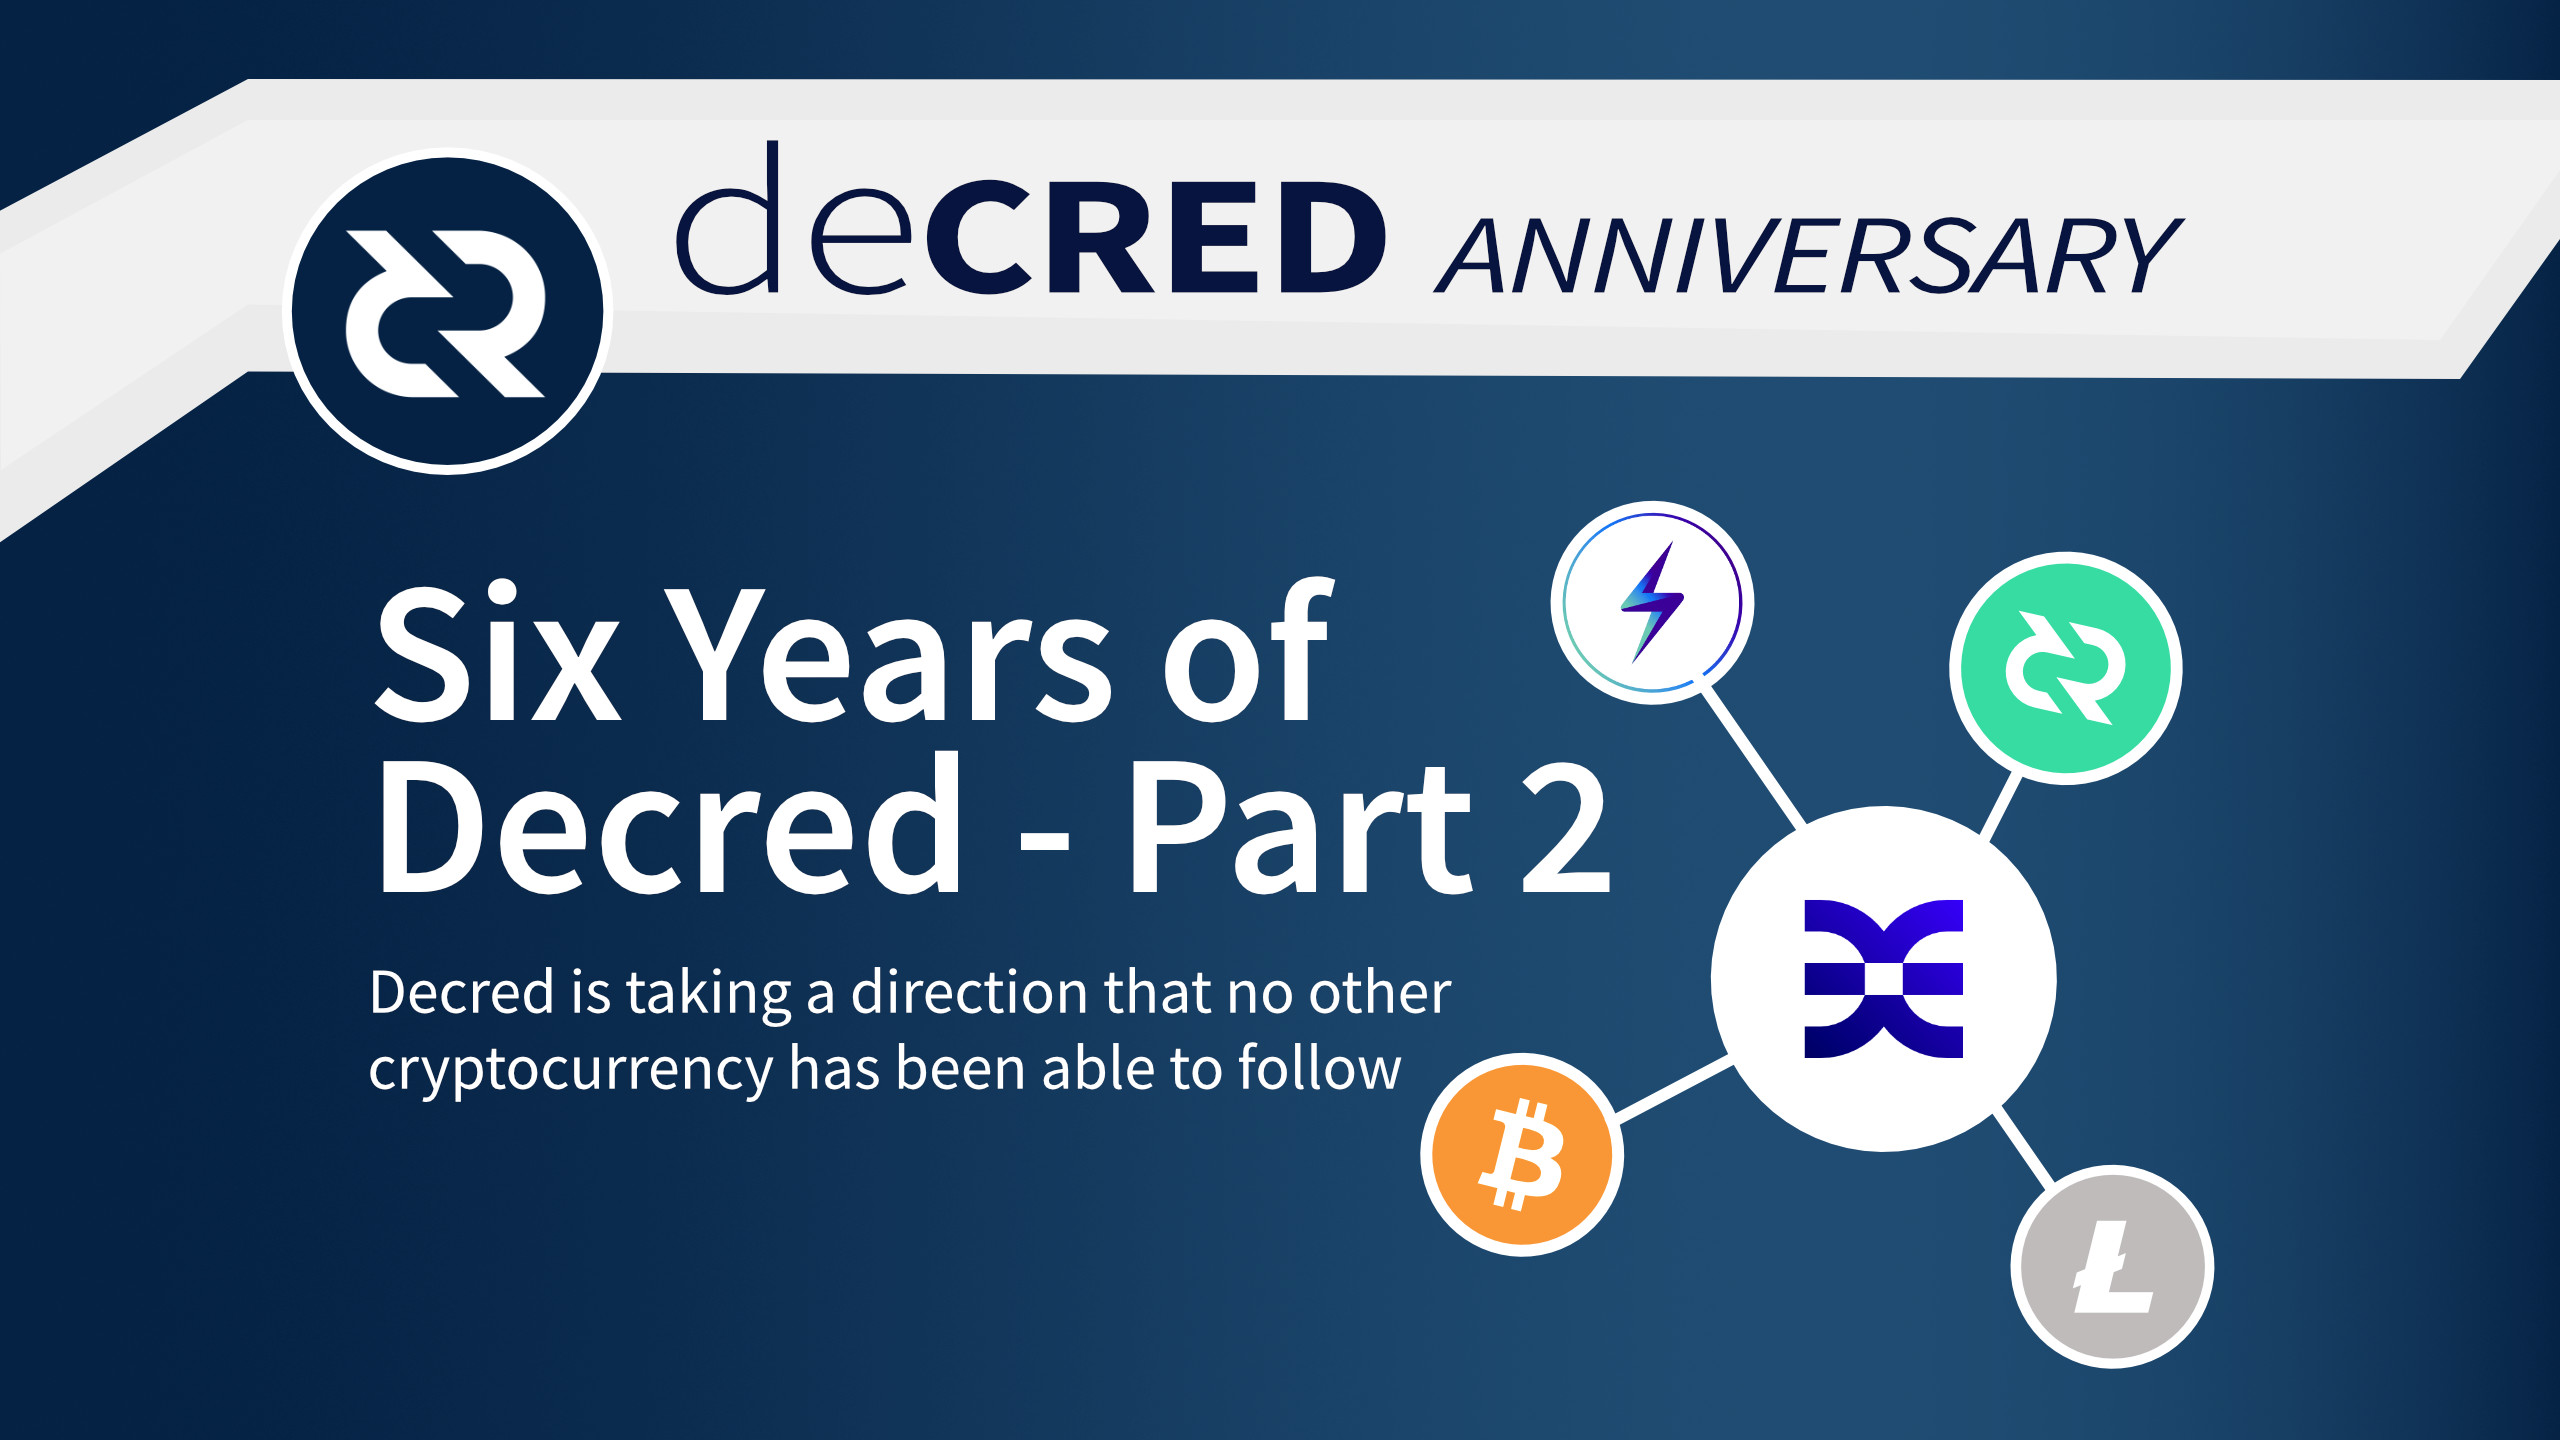 deCRED ANNIVERSARY
Six Years of
Decred - Part 2
Decred is taking a direction that no other
cryptocurrency has been able to follow